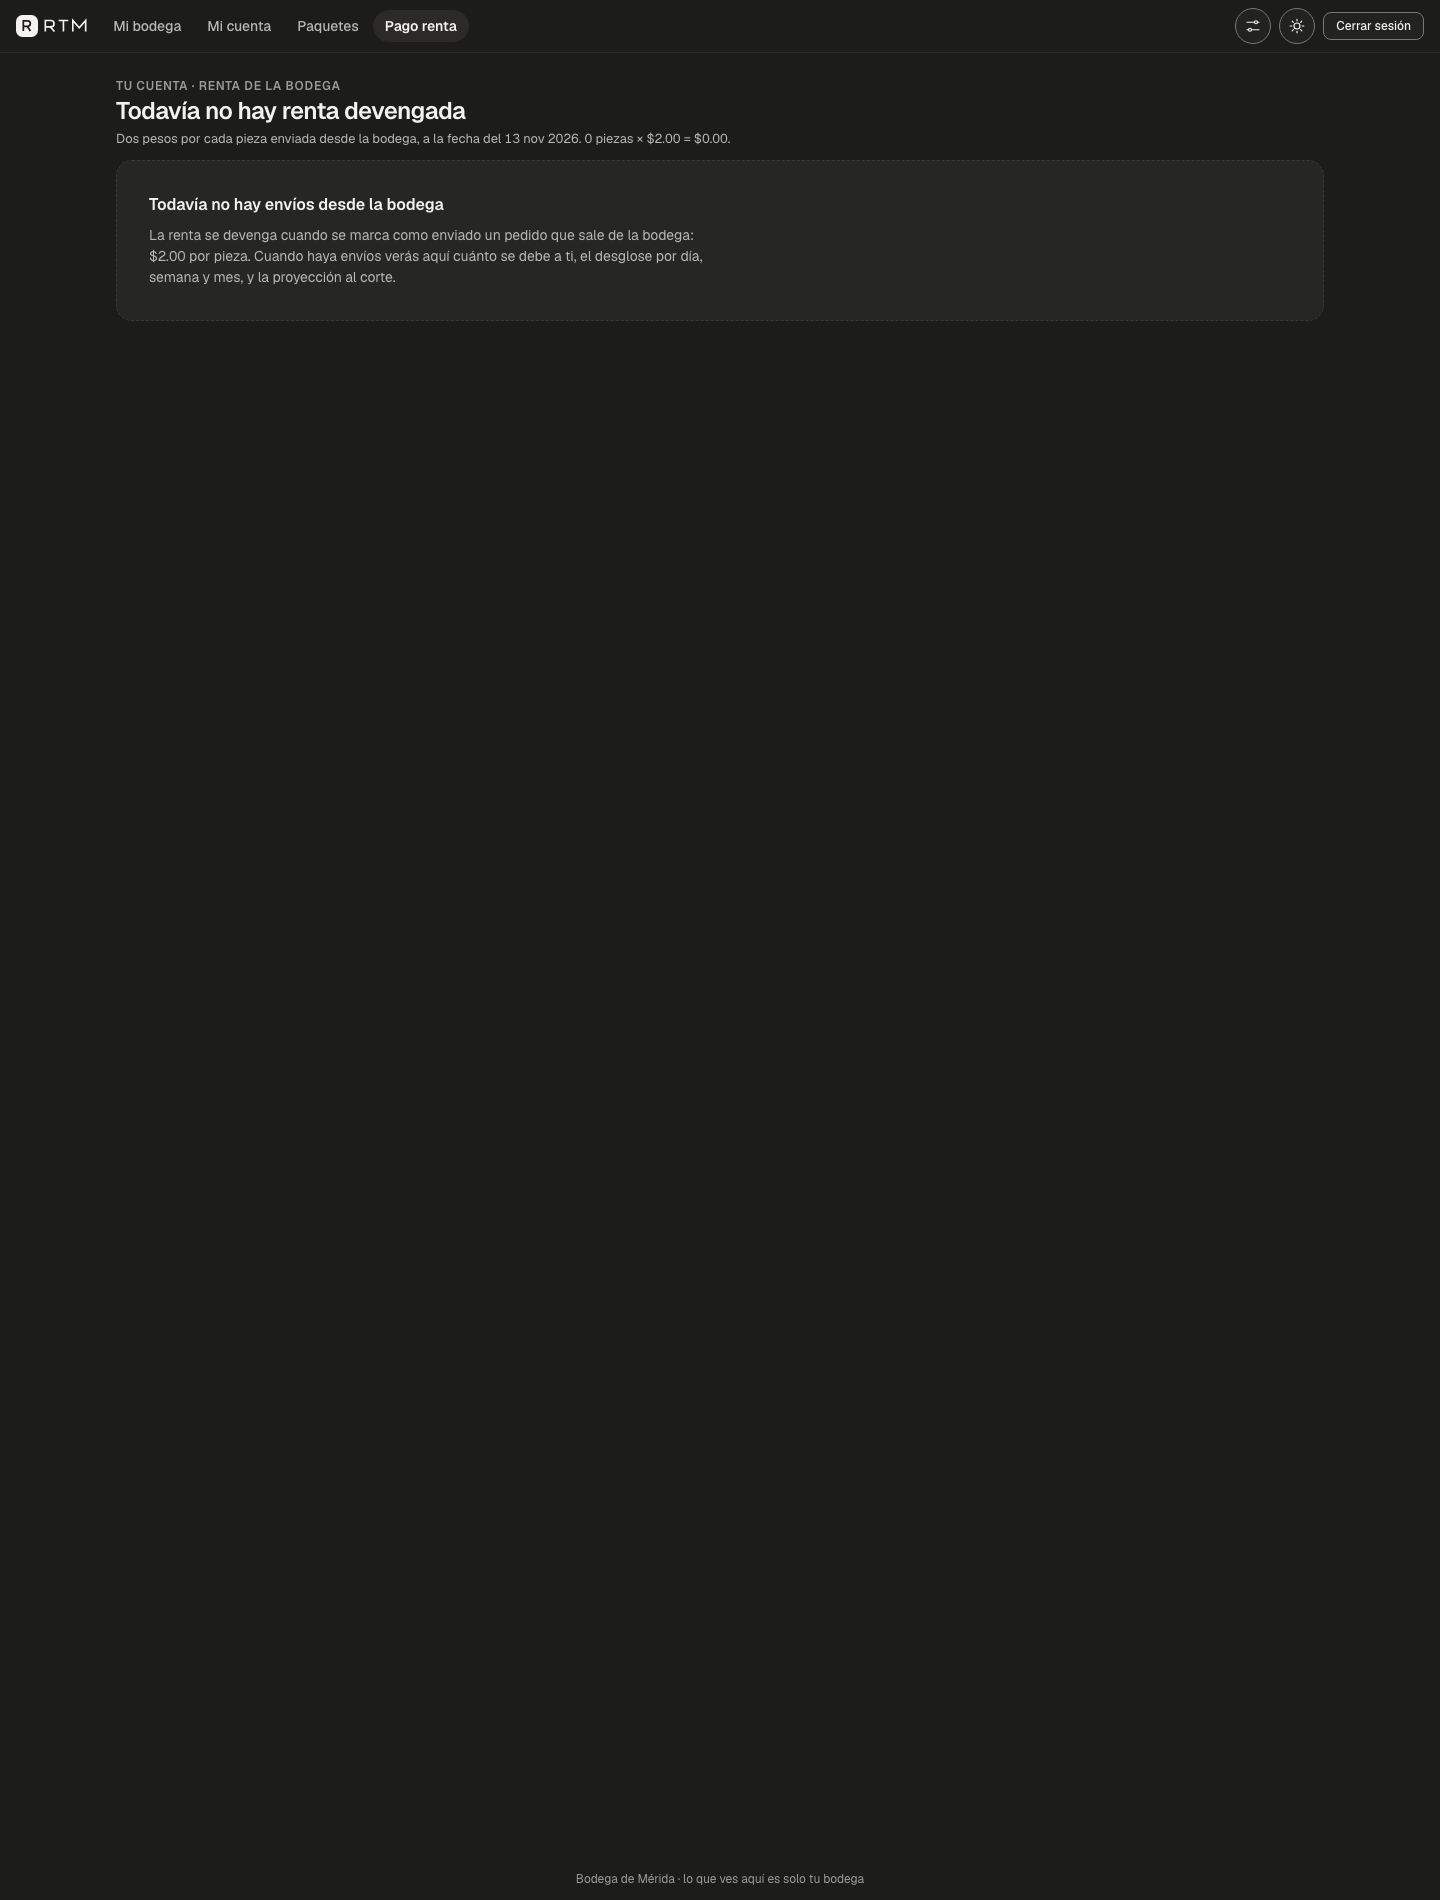 R RTM Mi bodega Mi cuenta Paquetes Pago renta Cerrar sesión
TU CUENTA · RENTA DE LA BODEGA
Todavía no hay renta devengada
Dos pesos por cada pieza enviada desde la bodega, a la fecha del 13 nov 2026. 0 piezas × $2.00 = $0.00.
Todavía no hay envíos desde la bodega
La renta se devenga cuando se marca como enviado un pedido que sale de la bodega:
$2.00 por pieza. Cuando haya envíos verás aquí cuánto se debe a ti, el desglose por día,
semana y mes, y la proyección al corte.
Bodega de Mérida · lo que ves aquí es solo tu bodega